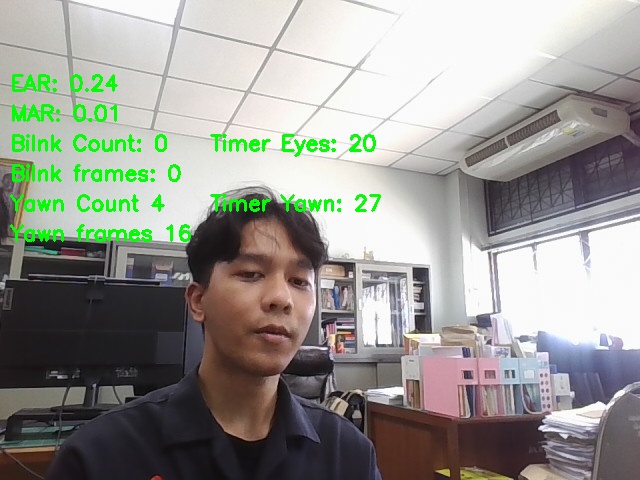 EAR: 0.24
MAR: 0.01
Bilnk Count: 0 Timer Eyes: 20
Bilnk frames: 0
Yawn Count 4 Timer Yawn: 27
Yawn frames 16